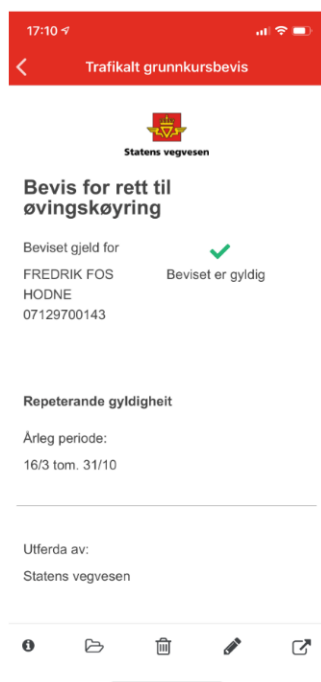 17:10
Trafikalt grunnkursbevis
Statens vegvesen
Bevis for rett til
øvingskøyring
Beviset gjeld for
FREDRIK FOS
HODNE
07129700143
Beviset er gyldig
Repeterande gyldigheit
Årleg periode:
16/3 tom. 31/10
Utferda av:
Statens vegvesen